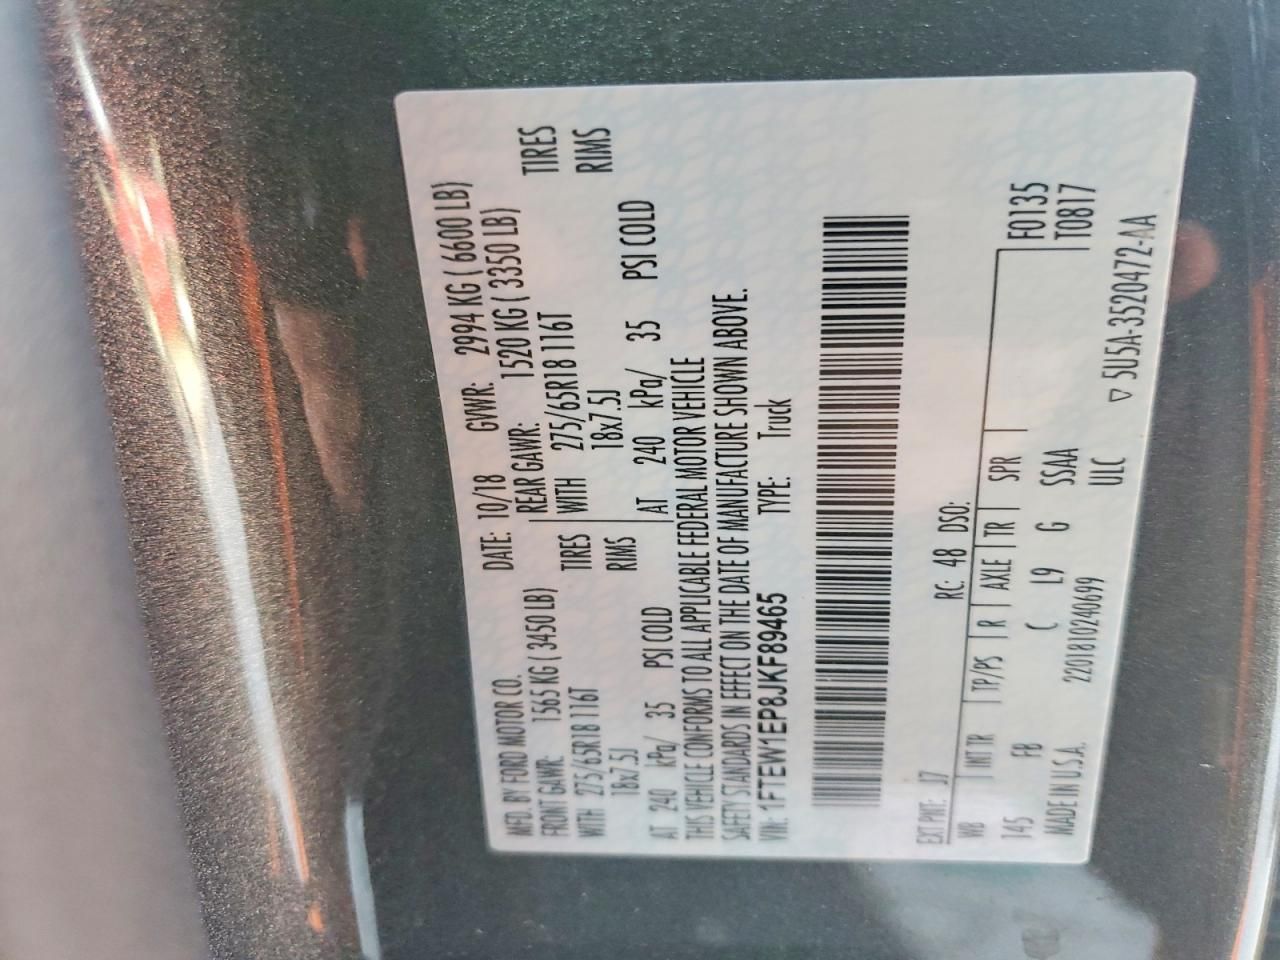 MFD. BY FORD MOTOR CO. DATE: 10/18 GVWR: 2994 KG ( 6600 LB)
FRONT GAWR: 1565 KG ( 3450 LB) REAR GAWR: 1520 KG ( 3350 LB)
WITH 275/65R18 116T TIRES WITH 275/65R18 116T TIRES
18x7.5J RIMS 18x7.5J RIMS
AT 240 kPa/ 35 PSI COLD AT 240 kPa/ 35 PSI COLD
THIS VEHICLE CONFORMS TO ALL APPLICABLE FEDERAL MOTOR VEHICLE
SAFETY STANDARDS IN EFFECT ON THE DATE OF MANUFACTURE SHOWN ABOVE.
VIN: 1FTEW1EP8JKF89465 TYPE: Truck
EXT PNT: J7 RC: 48 DSO:
WB INT TR TP/PS R AXLE TR SPR F0135
145 FB C L9 G SSAA T0817
MADE IN U.S.A. 220181024069​9 ULC
▽ 5U5A-3520472-AA